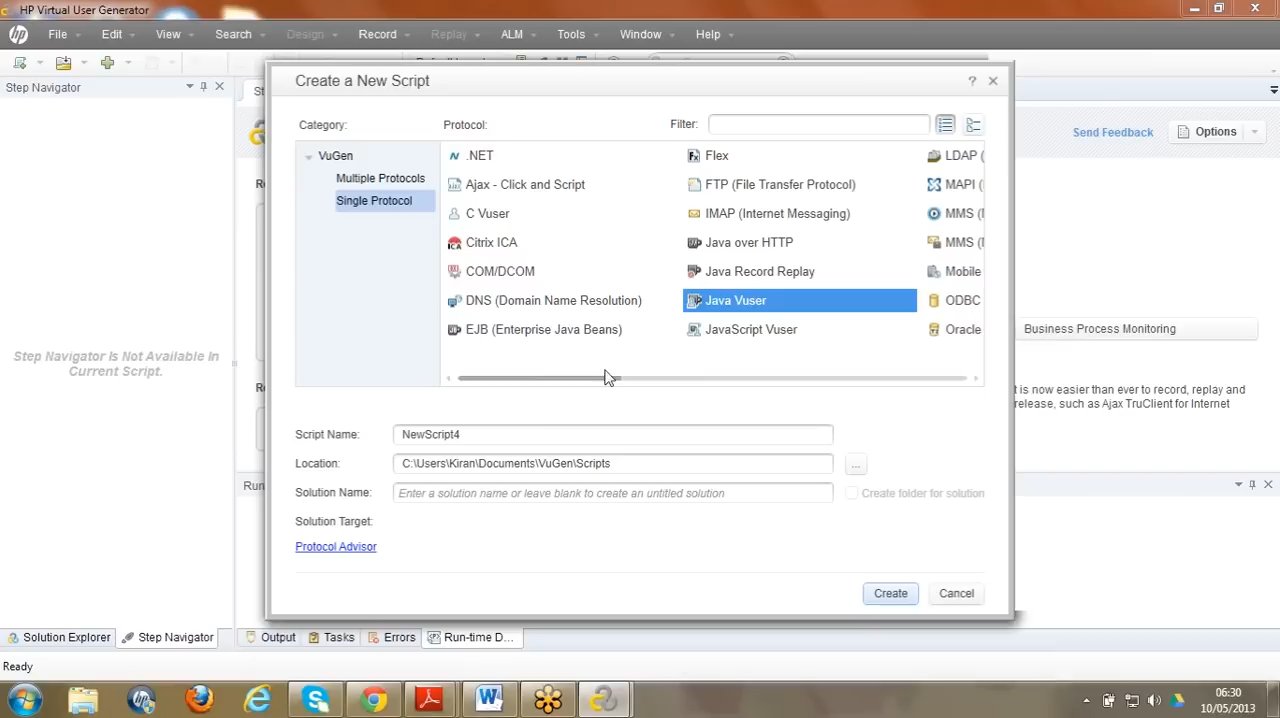 HP Virtual User Generator
hp File Edit View Search Design Record Replay ALM Tools Window Help
Step Navigator
Create a New Script
Category: Protocol: Filter:
VuGen
Multiple Protocols
Single Protocol
.NET Flex LDAP (
Ajax - Click and Script FTP (File Transfer Protocol) MAPI (
C Vuser IMAP (Internet Messaging) MMS (
Citrix ICA Java over HTTP MMS (
COM/DCOM Java Record Replay Mobile
DNS (Domain Name Resolution) Java Vuser ODBC
EJB (Enterprise Java Beans) JavaScript Vuser Oracle
Send Feedback Options
Step Navigator Is Not Available In
Current Script.
Business Process Monitoring
t is now easier than ever to record, replay and
release, such as Ajax TruClient for Internet
Script Name: NewScript4
Location: C:\Users\Kiran\Documents\VuGen\Scripts ...
Solution Name: Enter a solution name or leave blank to create an untitled solution Create folder for solution
Solution Target:
Protocol Advisor
Create Cancel
Run
Solution Explorer Step Navigator Output Tasks Errors Run-time D...
Ready
06:30
10/05/2013